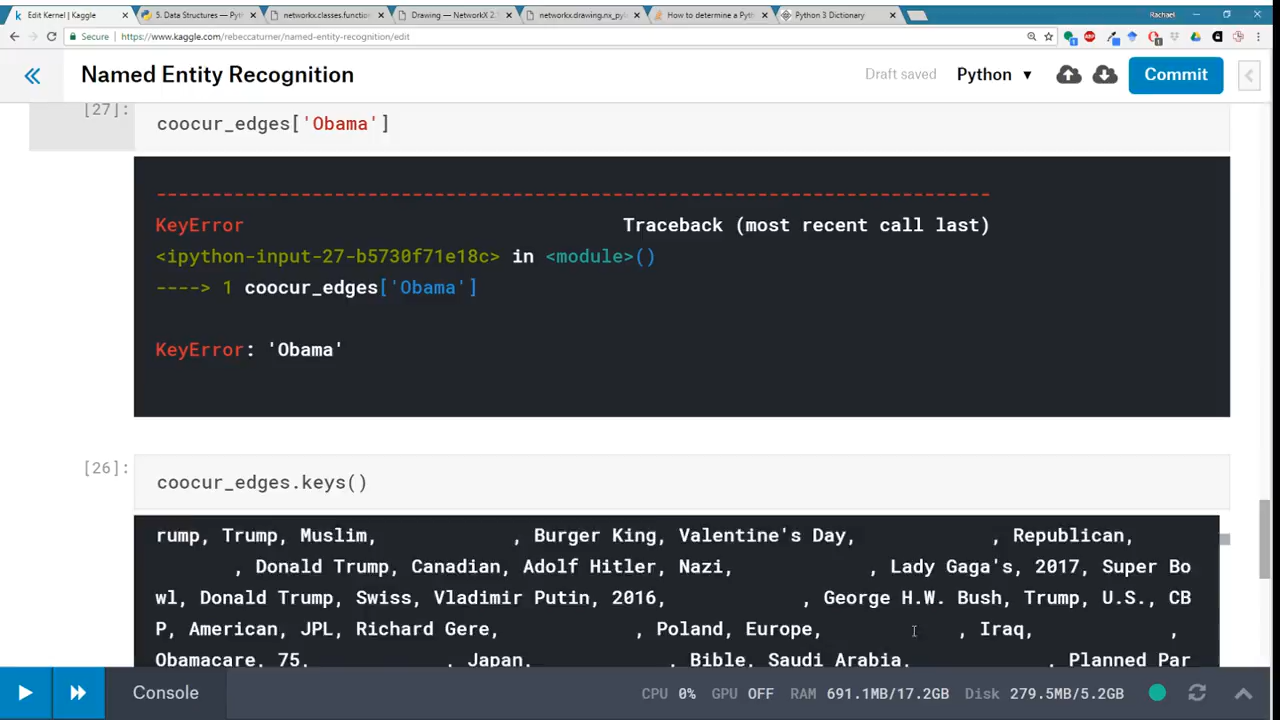 Edit Kernel | Kaggle
5. Data Structures — Pyth
networkx.classes.function
Drawing — NetworkX 2.
networkx.drawing.nx_pyl
How to determine a Pyth
Python 3 Dictionary
Rachael
Secure
https://www.kaggle.com/rebeccaturner/named-entity-recognition/edit
Named Entity Recognition
Draft saved
Python
Commit
[27]:
coocur_edges['Obama']
---------------------------------------------------------------------------
KeyError Traceback (most recent call last)
<ipython-input-27-b5730f71e18c> in <module>()
----> 1 coocur_edges['Obama']
KeyError: 'Obama'
[26]:
coocur_edges.keys()
rump, Trump, Muslim, , Burger King, Valentine's Day, , Republican,
, Donald Trump, Canadian, Adolf Hitler, Nazi, , Lady Gaga's, 2017, Super Bo
wl, Donald Trump, Swiss, Vladimir Putin, 2016, , George H.W. Bush, Trump, U.S., CB
P, American, JPL, Richard Gere, , Poland, Europe, , Iraq, ,
Obamacare, 75, , Japan, , Bible, Saudi Arabia, , Planned Par
Console
CPU 0% GPU OFF RAM 691.1MB/17.2GB Disk 279.5MB/5.2GB